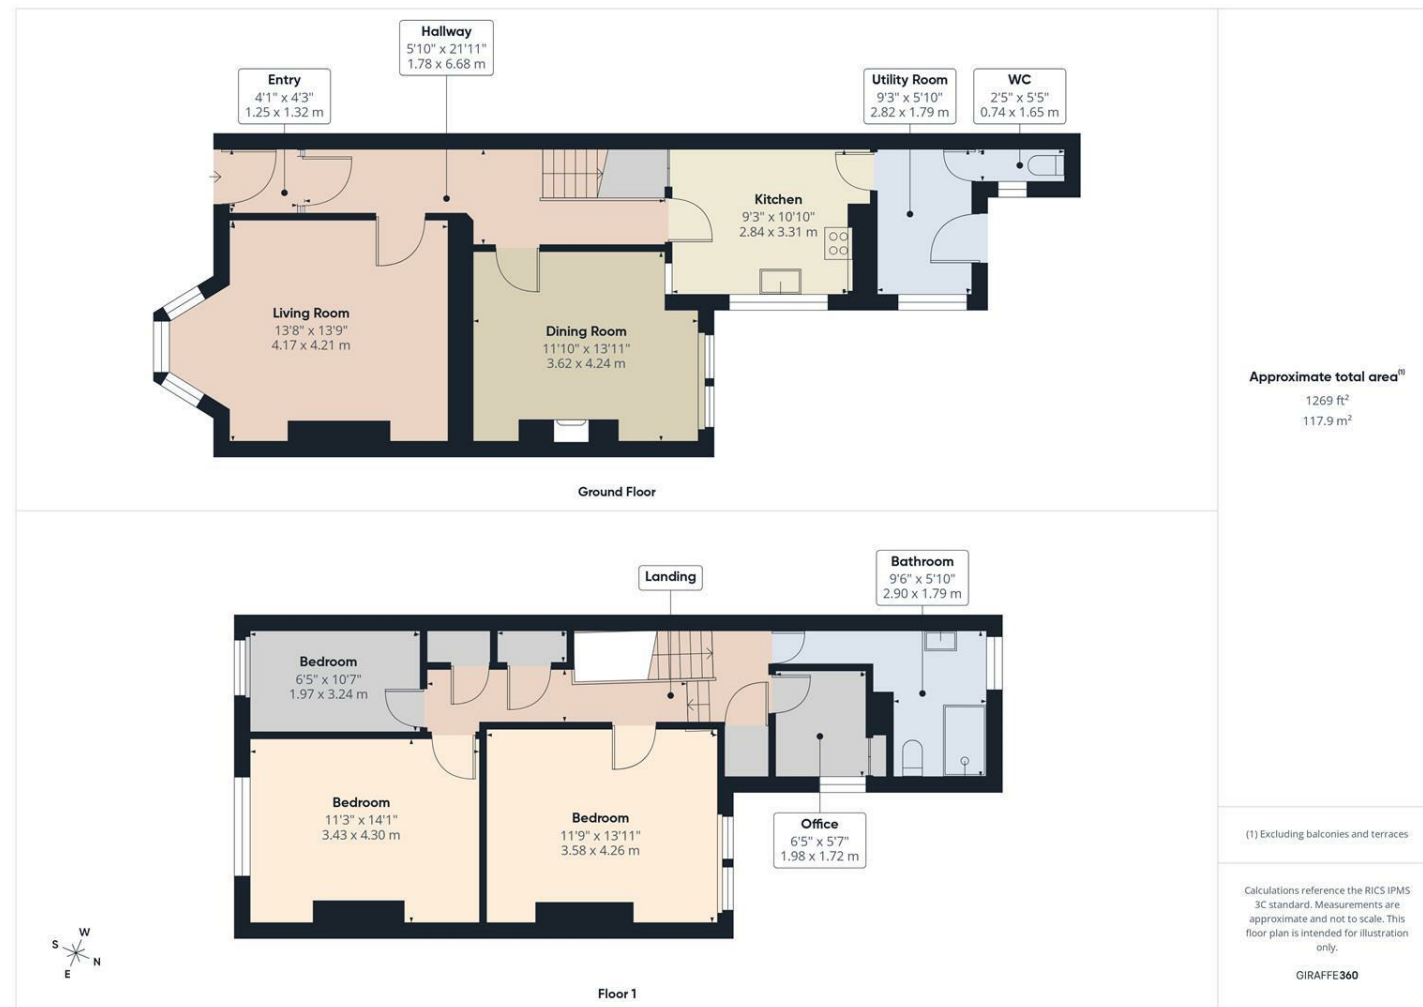 Hallway
5'10" x 21'11"
1.78 x 6.68 m
Entry
4'1" x 4'3"
1.25 x 1.32 m
Utility Room
9'3" x 5'10"
2.82 x 1.79 m
WC
2'5" x 5'5"
0.74 x 1.65 m
Kitchen
9'3" x 10'10"
2.84 x 3.31 m
Living Room
13'8" x 13'9"
4.17 x 4.21 m
Dining Room
11'10" x 13'11"
3.62 x 4.24 m
Ground Floor
Landing
Bathroom
9'6" x 5'10"
2.90 x 1.79 m
Bedroom
6'5" x 10'7"
1.97 x 3.24 m
Bedroom
11'3" x 14'1"
3.43 x 4.30 m
Bedroom
11'9" x 13'11"
3.58 x 4.26 m
Office
6'5" x 5'7"
1.98 x 1.72 m
W
S
N
E
Floor 1
Approximate total area⁽¹⁾
1269 ft²
117.9 m²
(1) Excluding balconies and terraces
Calculations reference the RICS IPMS
3C standard. Measurements are
approximate and not to scale. This
floor plan is intended for illustration
only.
GIRAFFE360